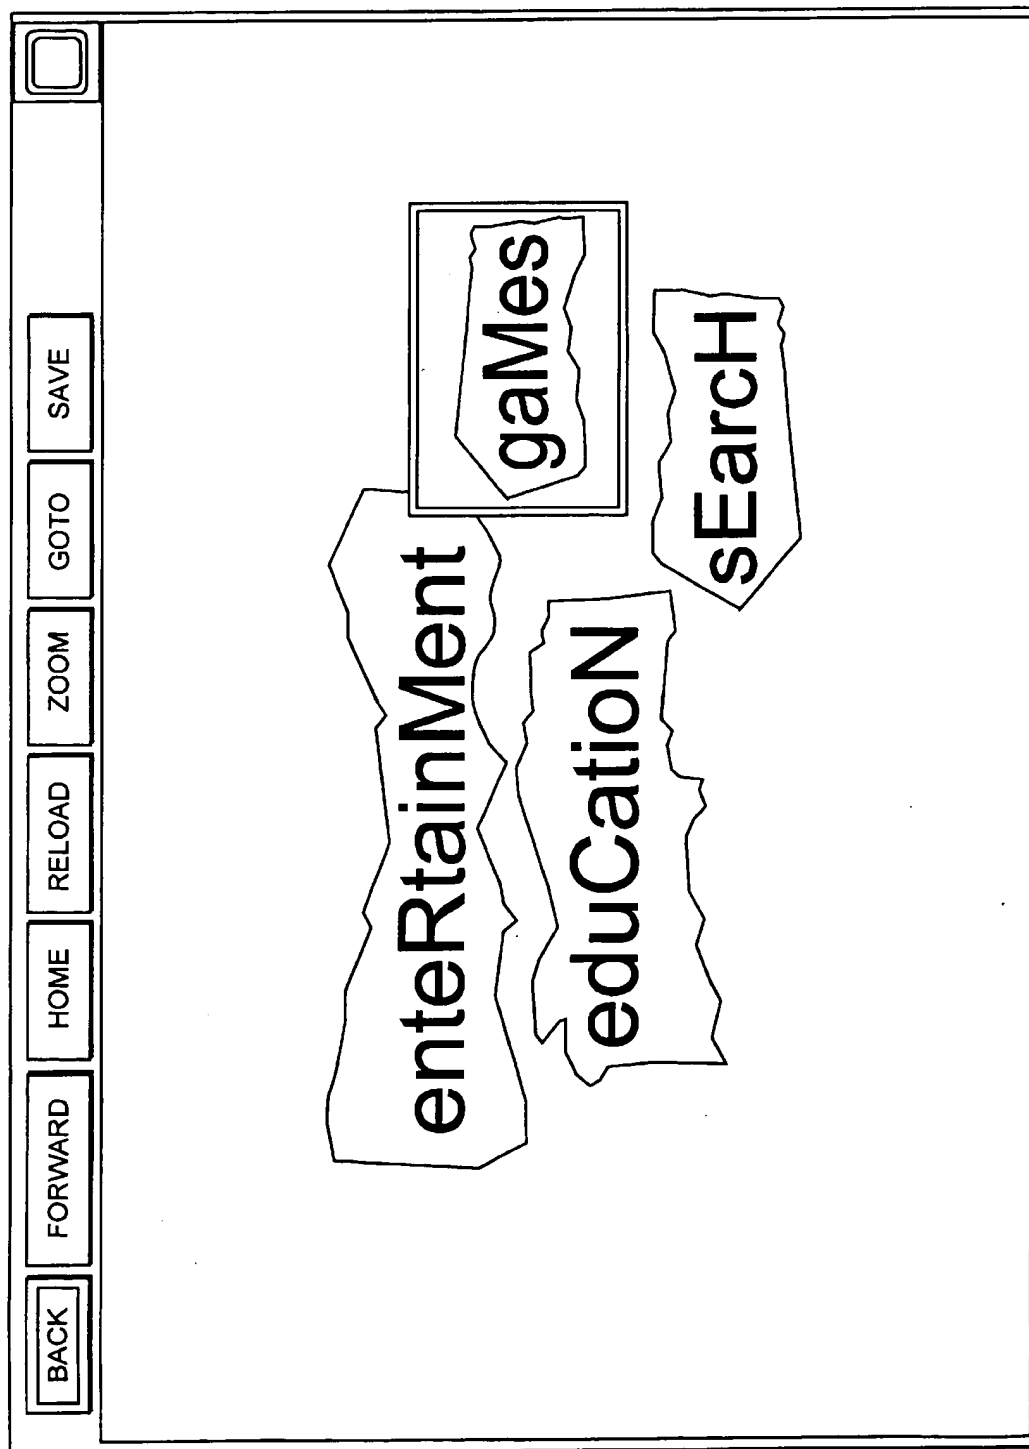 BACK FORWARD HOME RELOAD ZOOM GOTO SAVE
enteRtainMent
gaMes
eduCatioN
sEarcH